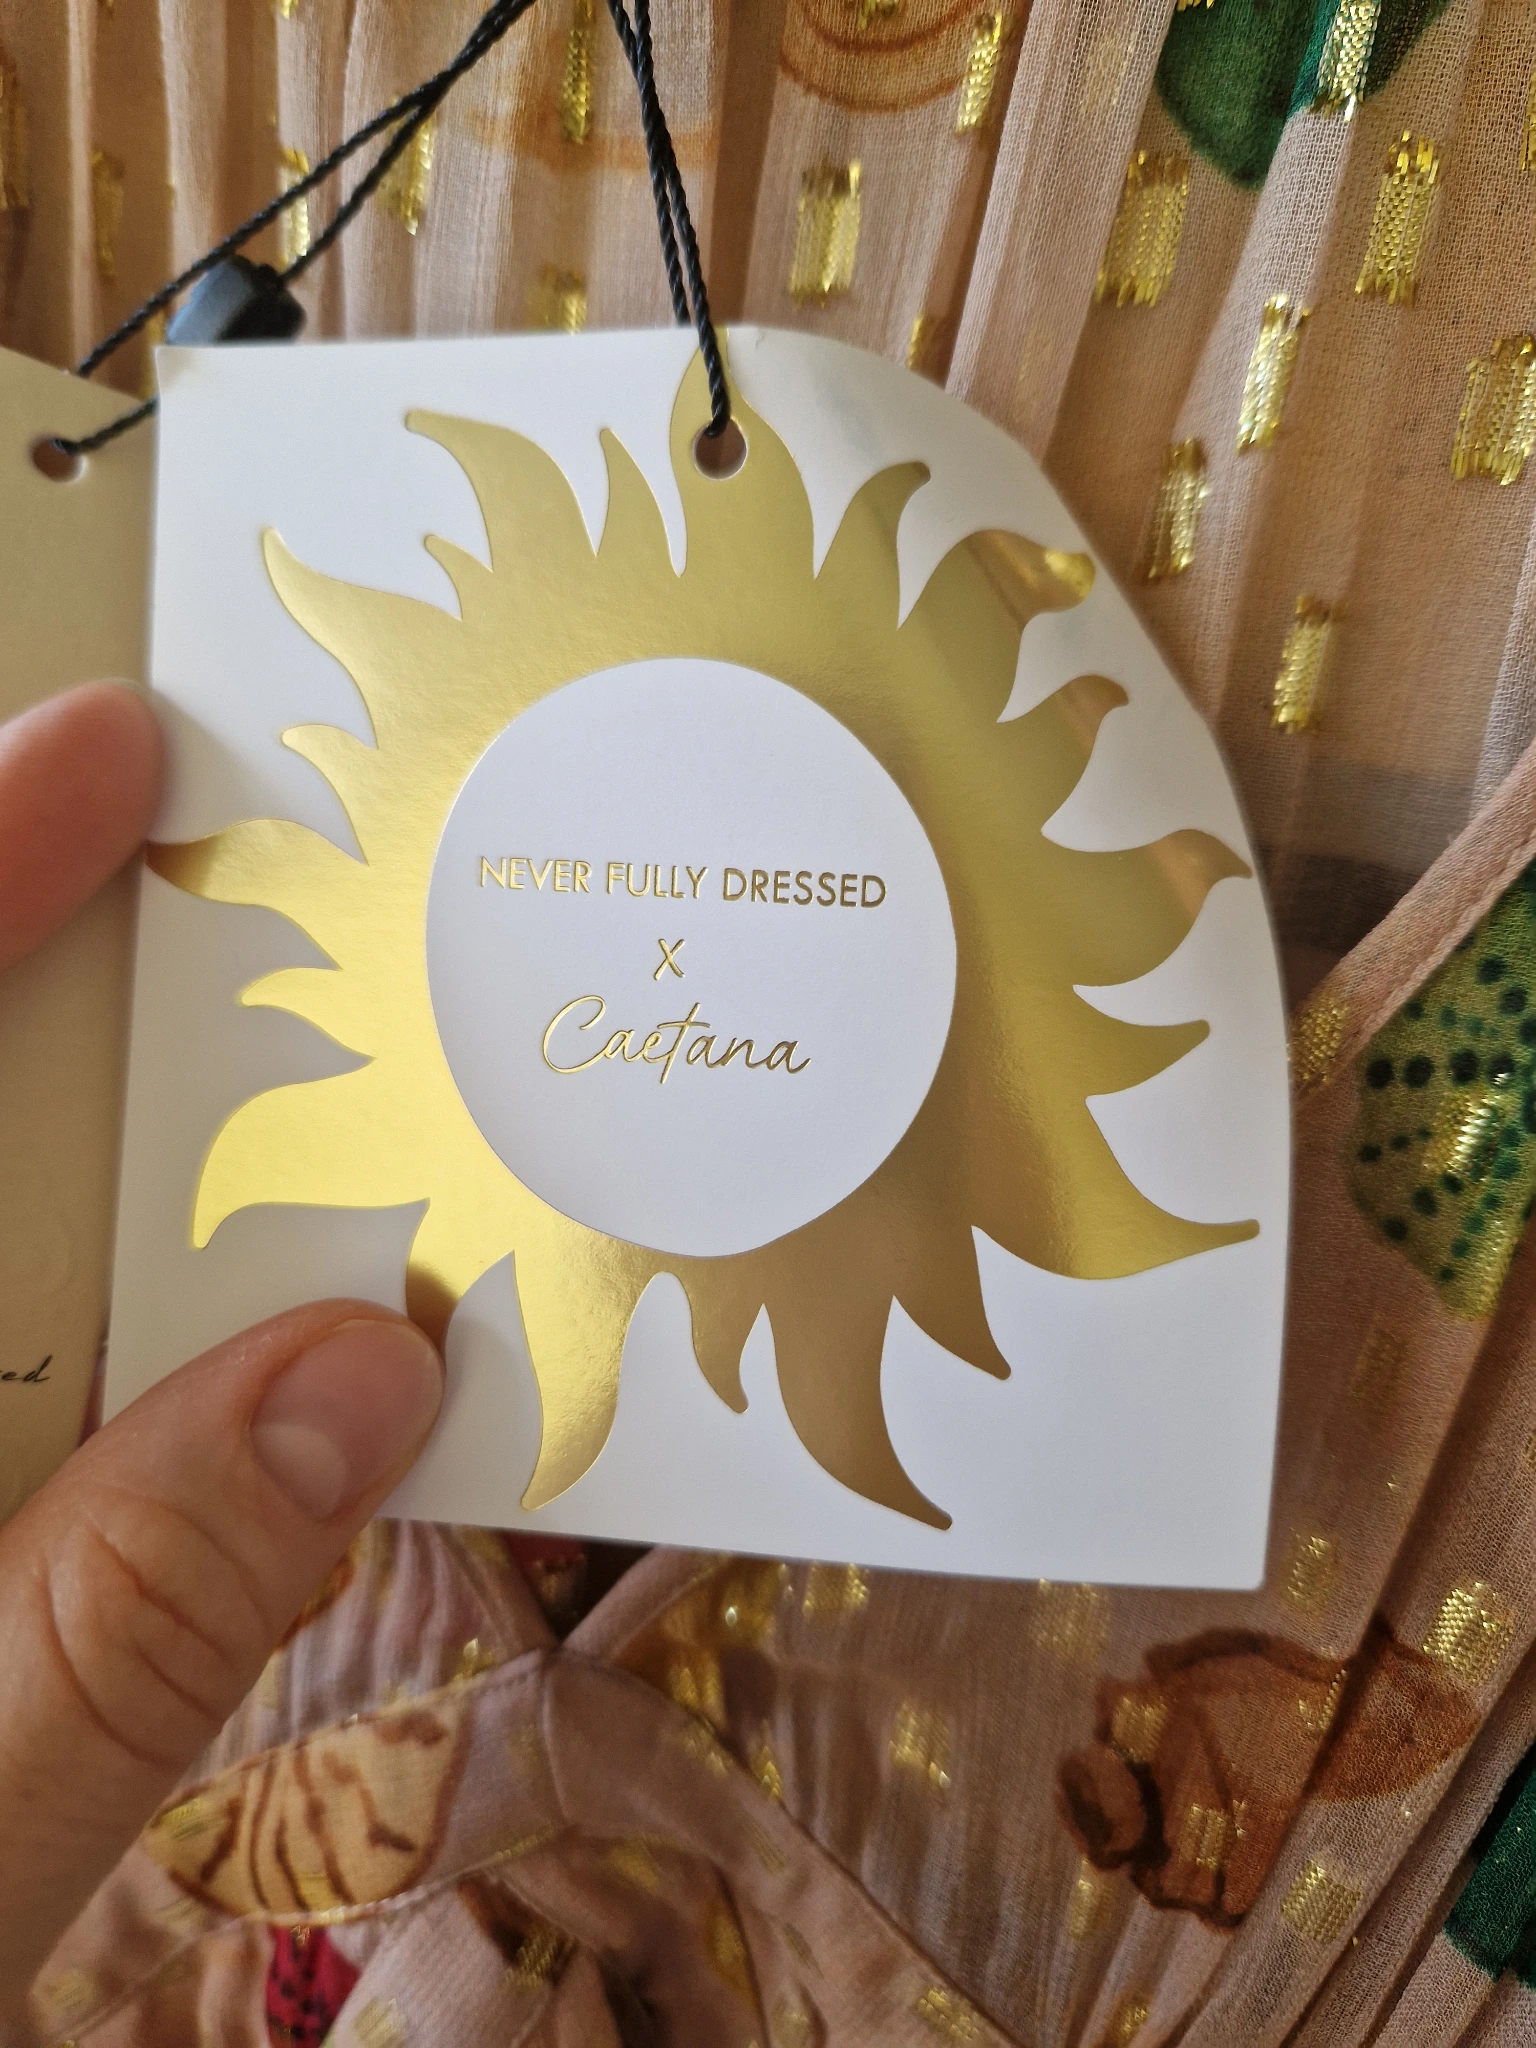 NEVER FULLY DRESSED
X
Caetana